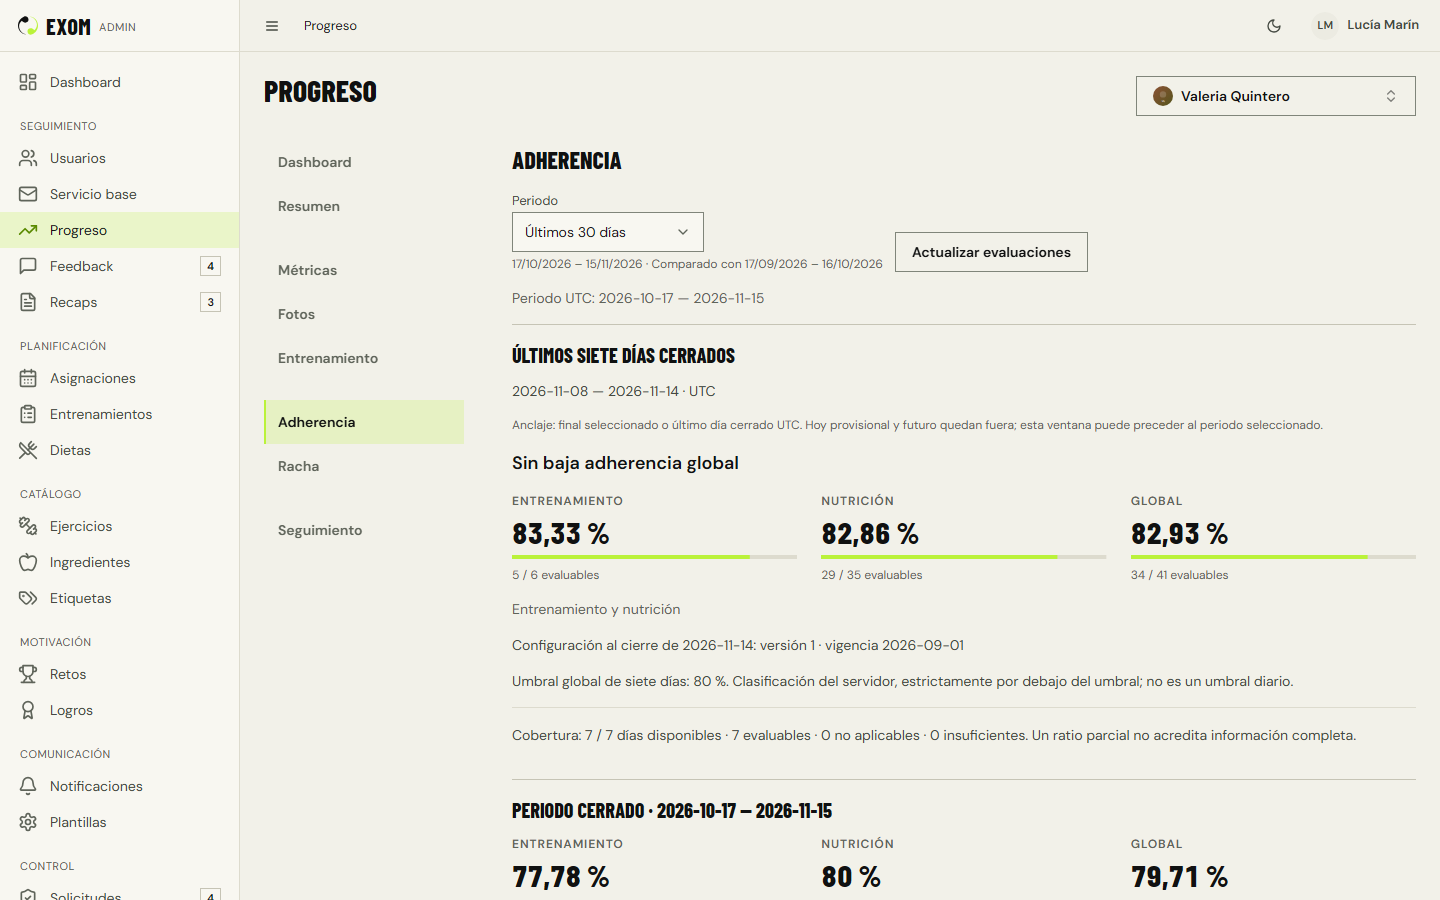 EXOM ADMIN
Dashboard
SEGUIMIENTO
Usuarios
Servicio base
Progreso
Feedback 4
Recaps 3
PLANIFICACIÓN
Asignaciones
Entrenamientos
Dietas
CATÁLOGO
Ejercicios
Ingredientes
Etiquetas
MOTIVACIÓN
Retos
Logros
COMUNICACIÓN
Notificaciones
Plantillas
CONTROL
Solicitudes 4
Progreso
LM Lucía Marín
PROGRESO
Valeria Quintero
Dashboard
Resumen
Métricas
Fotos
Entrenamiento
Adherencia
Racha
Seguimiento
ADHERENCIA
Periodo
Últimos 30 días
17/10/2026 – 15/11/2026 · Comparado con 17/09/2026 – 16/10/2026
Actualizar evaluaciones
Periodo UTC: 2026-10-17 — 2026-11-15
ÚLTIMOS SIETE DÍAS CERRADOS
2026-11-08 — 2026-11-14 · UTC
Anclaje: final seleccionado o último día cerrado UTC. Hoy provisional y futuro quedan fuera; esta ventana puede preceder al periodo seleccionado.
Sin baja adherencia global
ENTRENAMIENTO NUTRICIÓN GLOBAL
83,33 % 82,86 % 82,93 %
5 / 6 evaluables 29 / 35 evaluables 34 / 41 evaluables
Entrenamiento y nutrición
Configuración al cierre de 2026-11-14: versión 1 · vigencia 2026-09-01
Umbral global de siete días: 80 %. Clasificación del servidor, estrictamente por debajo del umbral; no es un umbral diario.
Cobertura: 7 / 7 días disponibles · 7 evaluables · 0 no aplicables · 0 insuficientes. Un ratio parcial no acredita información completa.
PERIODO CERRADO · 2026-10-17 — 2026-11-15
ENTRENAMIENTO NUTRICIÓN GLOBAL
77,78 % 80 % 79,71 %